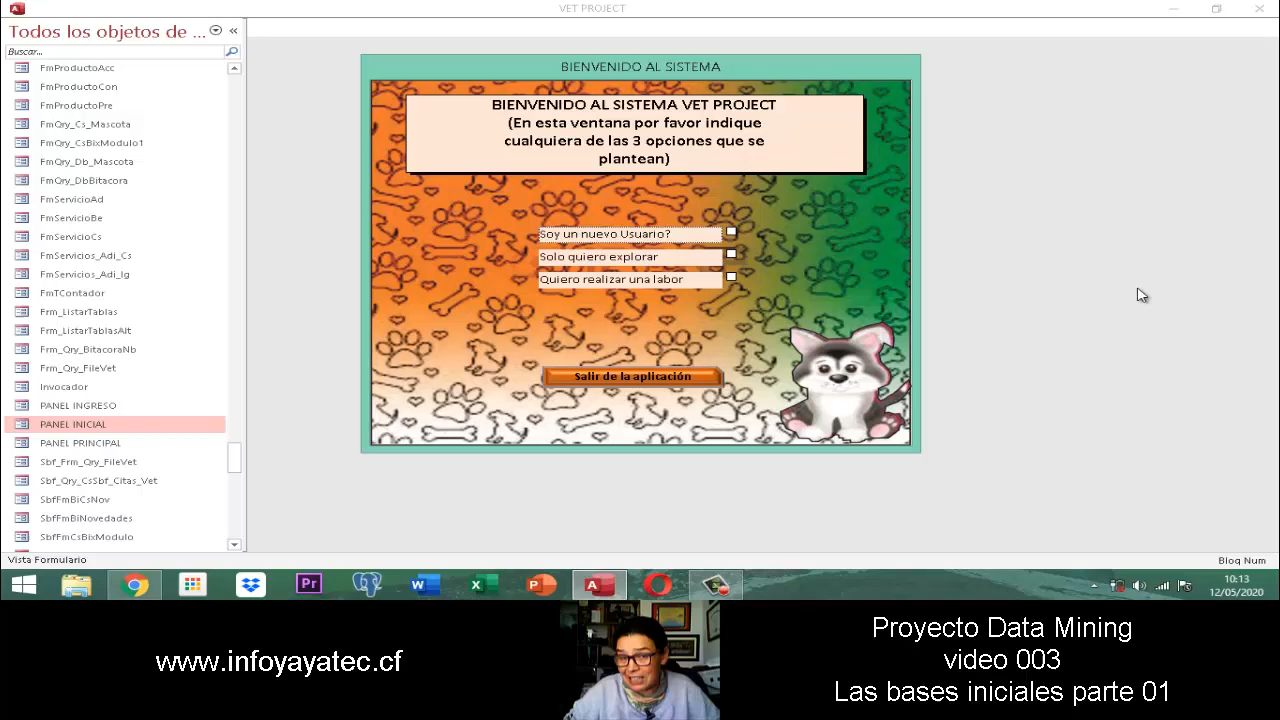 VET PROJECT
Todos los objetos de ...
Buscar...
FmProductoAcc
FmProductoCon
FmProductoPre
FmQry_Cs_Mascota
FmQry_CsBixModulo1
FmQry_Db_Mascota
FmQry_DbBitacora
FmServicioAd
FmServicioBe
FmServicioCs
FmServicios_Adi_Cs
FmServicios_Adi_Ig
FmTContador
Frm_ListarTablas
Frm_ListarTablasAlt
Frm_Qry_BitacoraNb
Frm_Qry_FileVet
Invocador
PANEL INGRESO
PANEL INICIAL
PANEL PRINCIPAL
Sbf_Frm_Qry_FileVet
Sbf_Qry_CsSbf_Citas_Vet
SbfFmBiCsNov
SbfFmBiNovedades
SbfFmCsBixModulo
BIENVENIDO AL SISTEMA
BIENVENIDO AL SISTEMA VET PROJECT
(En esta ventana por favor indique
cualquiera de las 3 opciones que se
plantean)
Soy un nuevo Usuario?
Solo quiero explorar
Quiero realizar una labor
Salir de la aplicación
Vista Formulario
Bloq Num
10:13
12/05/2020
www.infoyayatec.cf
Proyecto Data Mining
video 003
Las bases iniciales parte 01